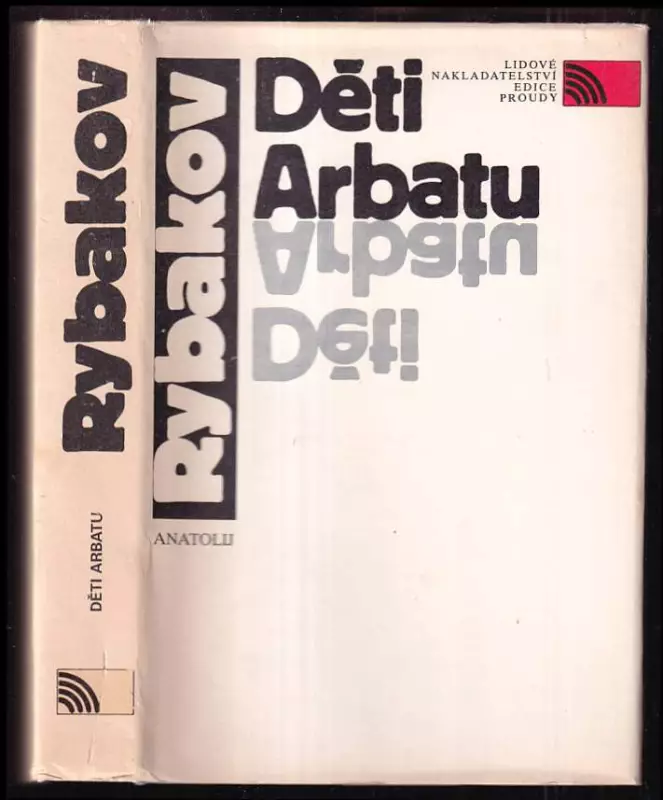 Rybakov
DĚTI ARBATU
Rybakov
ANATOLIJ
Děti
Arbatu
Arbatu
Děti
LIDOVÉ
NAKLADATELSTVÍ
EDICE
PROUDY